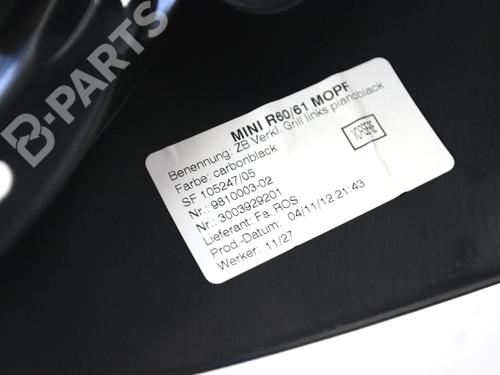 B-PARTS
MINI R60/61 MOPF
Benennung: ZB Verkl. Grill links pianoblack
Farbe: carbonblack
SF 105247/05
Nr.: 9810003-02
Nr.: 3003929201
Lieferant: Fa. ROS
Prod.-Datum: 04/11/12 21:43
Werker: 11/27